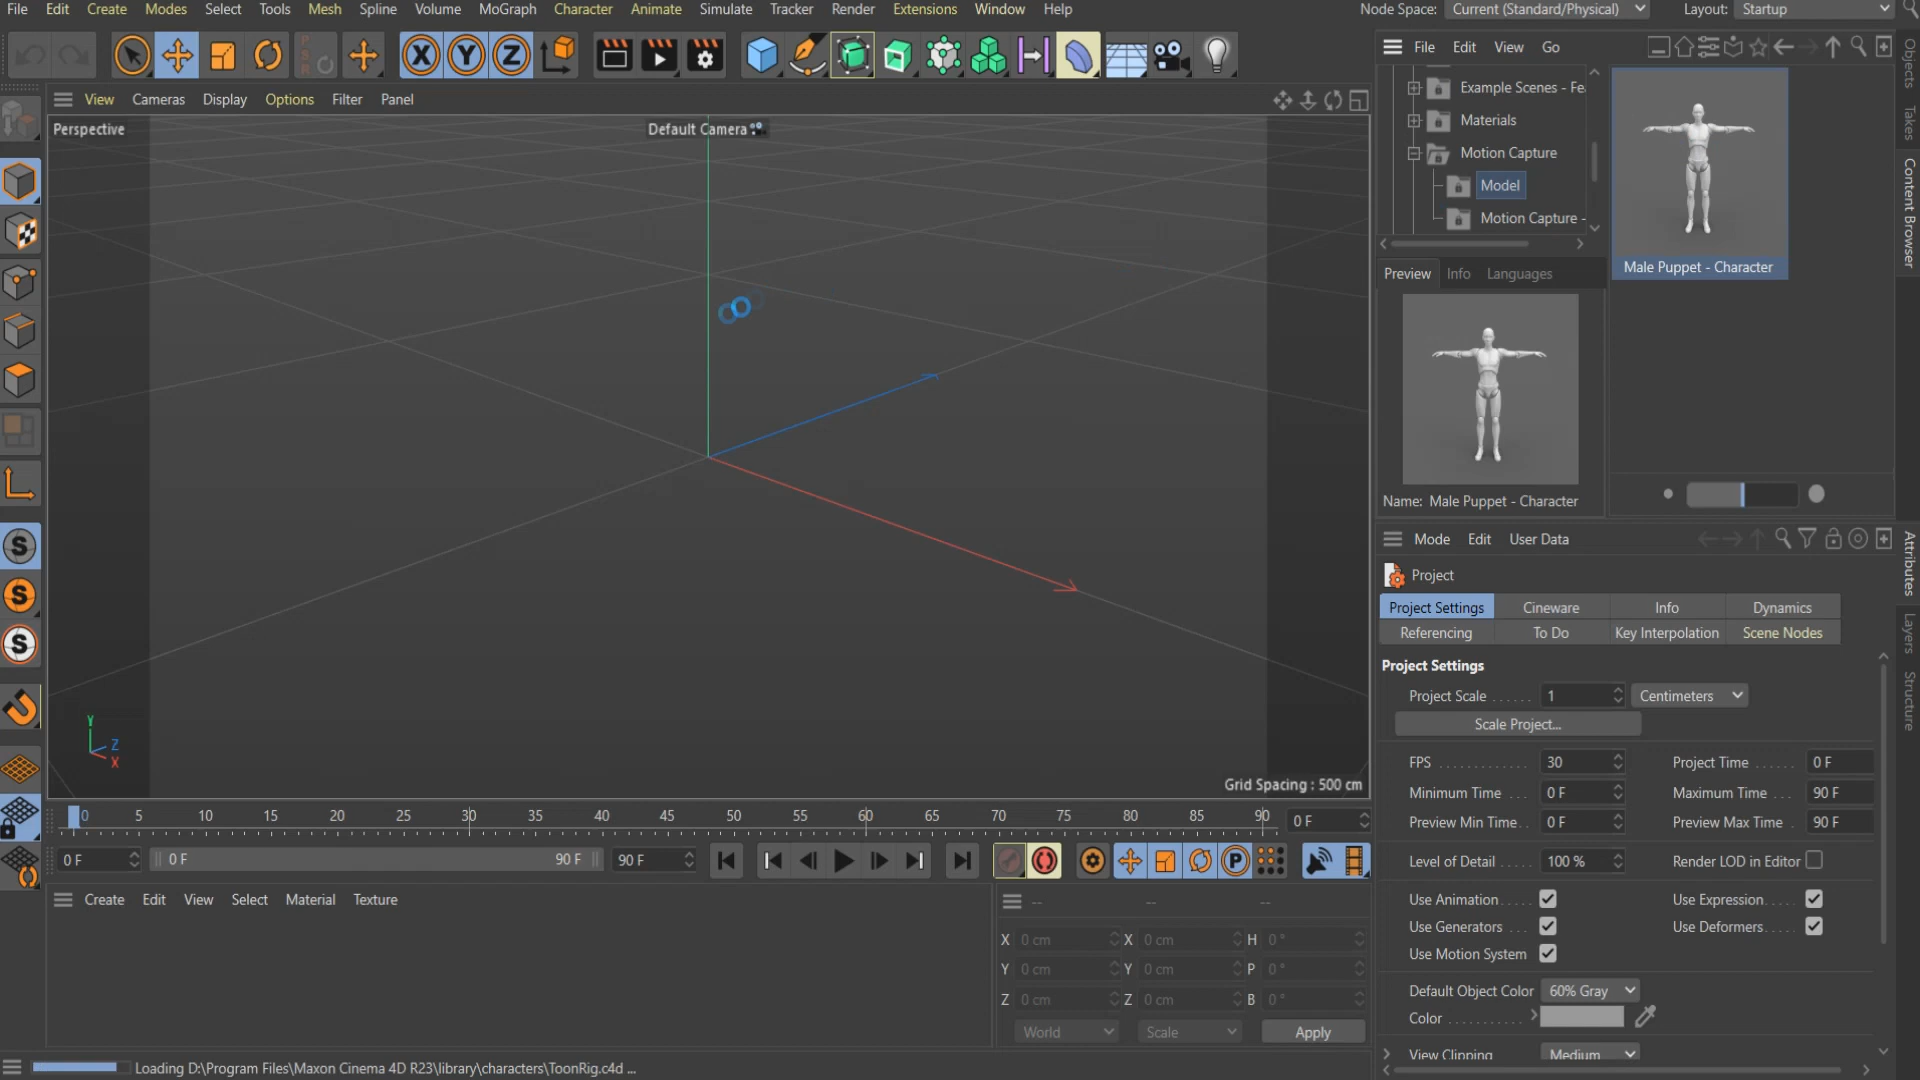 File Edit Create Modes Select Tools Mesh Spline Volume MoGraph Character Animate Simulate Tracker Render Extensions Window Help Node Space: Current (Standard/Physical) Layout: Startup
X Y Z File Edit View Go
View Cameras Display Options Filter Panel
Example Scenes - Fe
Perspective Default Camera
Materials
Motion Capture
Model
Motion Capture -
Male Puppet - Character
Preview Info Languages
Name: Male Puppet - Character
Objects
Takes
Content Browser
Mode Edit User Data
Project
Project Settings Cineware Info Dynamics
Referencing To Do Key Interpolation Scene Nodes
Project Settings
Project Scale ...... 1 Centimeters
Scale Project...
FPS 30 Project Time 0 F
Minimum Time 0 F Maximum Time 90 F
Preview Min Time 0 F Preview Max Time 90 F
Level of Detail 100 % Render LOD in Editor
Use Animation Use Expression
Use Generators Use Deformers
Use Motion System
Default Object Color 60% Gray
Color
View Clipping Medium
Attributes
Layers
Structure
S
S
S
Y
Z
X
Grid Spacing : 500 cm
0 5 10 15 20 25 30 35 40 45 50 55 60 65 70 75 80 85 90 0 F
0 F 0 F 90 F 90 F P
Create Edit View Select Material Texture -- -- --
X 0 cm X 0 cm H 0 °
Y 0 cm Y 0 cm P 0 °
Z 0 cm Z 0 cm B 0 °
World Scale Apply
Loading D:\Program Files\Maxon Cinema 4D R23\library\characters\ToonRig.c4d ...